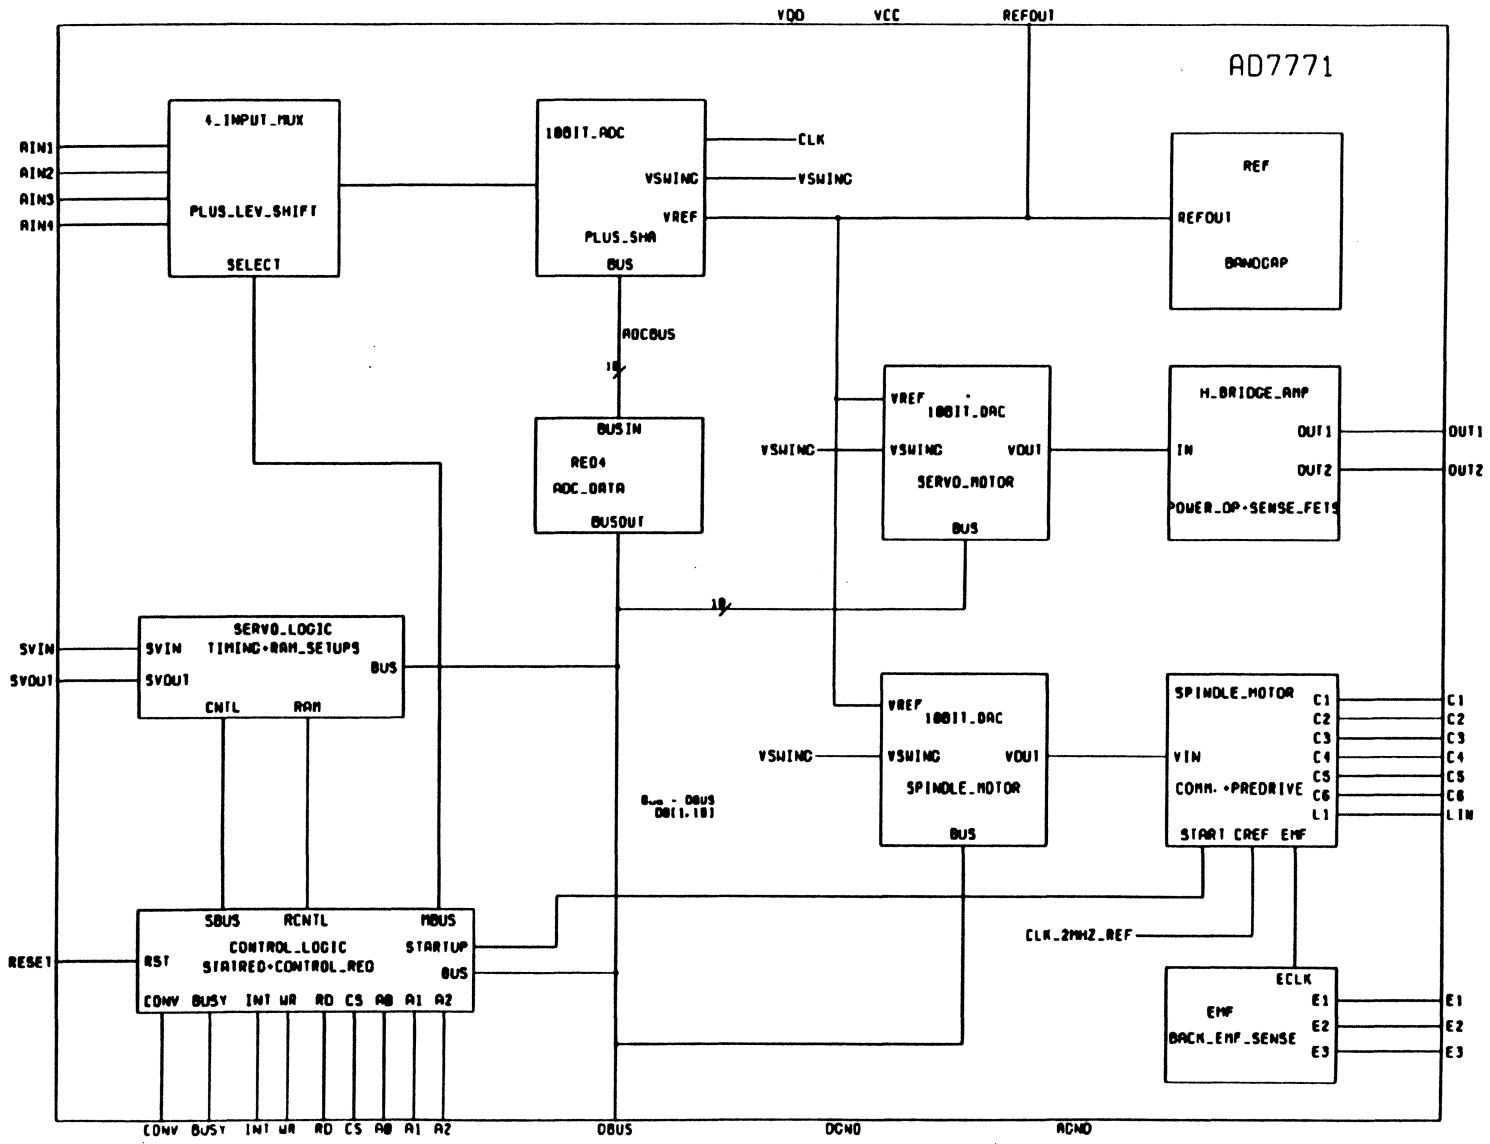 VDD VCC REFOUT
AD7771
4_INPUT_MUX
PLUS_LEV_SHIFT
SELECT
AIN1
AIN2
AIN3
AIN4
10BIT_ADC
VSWING
VREF
PLUS_SHA
BUS
CLK
VSWING
REF
REFOUT
BANDGAP
ADCBUS
10
BUSIN
REG4
ADC_DATA
BUSOUT
VREF
10BIT_DAC
VSWING
VSWING
VOUT
SERVO_MOTOR
BUS
H_BRIDGE_AMP
OUT1
IN
OUT2
POWER_OP+SENSE_FETS
OUT1
OUT2
10
SERVO_LOGIC
TIMING+RAM_SETUPS
SVIN
SVIN
BUS
SVOUT
SVOUT
CNTL RAM
VREF
10BIT_DAC
VSWING
VSWING
VOUT
SPINDLE_MOTOR
BUS
SPINDLE_MOTOR
C1
C2
C3
C4
C5
C6
L1
VIN
COMM.+PREDRIVE
START CREF EMF
C1
C2
C3
C4
C5
C6
LIN
BUS - DBUS
DB[1,10]
SBUS RCNTL MBUS
CONTROL_LOGIC
STARTUP
STATREG+CONTROL_REG
RESET
RST
BUS
CONV BUSY INT WR RD CS A0 A1 A2
CLK_2MHZ_REF
ECLK
E1
EMF
E2
BACK_EMF_SENSE
E3
E1
E2
E3
CONV BUSY INT WR RD CS A0 A1 A2 DBUS DGND AGND